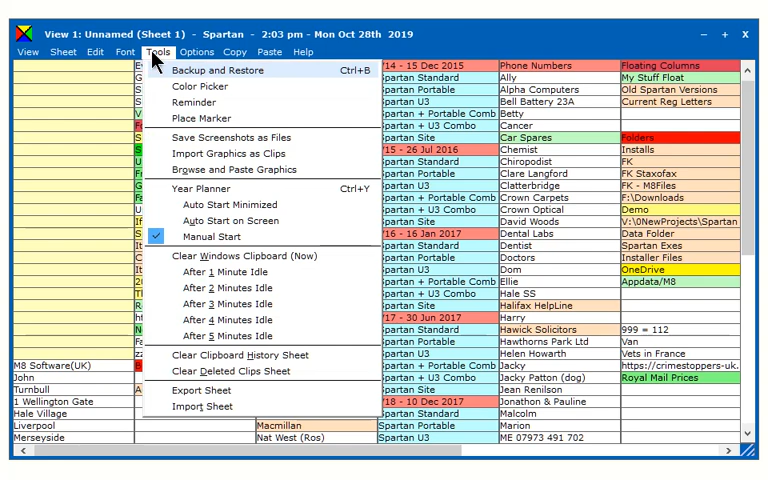 View 1: Unnamed (Sheet 1) - Spartan - 2:03 pm - Mon Oct 28th 2019
View Sheet Edit Font Tools Options Copy Paste Help
Backup and Restore Ctrl+B
Color Picker
Reminder
Place Marker
Save Screenshots as Files
Import Graphics as Clips
Browse and Paste Graphics
Year Planner Ctrl+Y
Auto Start Minimized
Auto Start on Screen
Manual Start
Clear Windows Clipboard (Now)
After 1 Minute Idle
After 2 Minutes Idle
After 3 Minutes Idle
After 4 Minutes Idle
After 5 Minutes Idle
Clear Clipboard History Sheet
Clear Deleted Clips Sheet
Export Sheet
Import Sheet
'14 - 15 Dec 2015 Phone Numbers Floating Columns
Spartan Standard Ally My Stuff Float
Spartan Portable Alpha Computers Old Spartan Versions
Spartan U3 Bell Battery 23A Current Reg Letters
Spartan + Portable Comb Betty
Spartan + U3 Combo Cancer
Spartan Site Car Spares Folders
'15 - 26 Jul 2016 Chemist Installs
Spartan Standard Chiropodist FK
Spartan Portable Clare Langford FK Staxofax
Spartan U3 Clatterbridge FK - M8Files
Spartan + Portable Comb Crown Carpets F:\Downloads
Spartan + U3 Combo Crown Optical Demo
Spartan Site David Woods V:\0NewProjects\Spartan
'16 - 16 Jan 2017 Dental Labs Data Folder
Spartan Standard Dentist Spartan Exes
Spartan Portable Doctors Installer Files
Spartan U3 Dom OneDrive
Spartan + Portable Comb Ellie Appdata/M8
Spartan + U3 Combo Hale SS
Spartan Site Halifax HelpLine
'17 - 30 Jun 2017 Harry
Spartan Standard Hawick Solicitors 999 = 112
Spartan Portable Hawthorns Park Ltd Van
Spartan U3 Helen Howarth Vets in France
M8 Software(UK) Spartan + Portable Comb Jacky https://crimestoppers-uk.
John Spartan + U3 Combo Jacky Patton (dog) Royal Mail Prices
Turnbull Spartan Site Jean Dixon
1 Wellington Gate '18 - 10 Dec 2017 Jonathon & Pauline
Hale Village Spartan Standard Malcolm
Liverpool Macmillan Spartan Portable Marion
Merseyside Nat West (Ros) Spartan U3 ME 07973 491 702